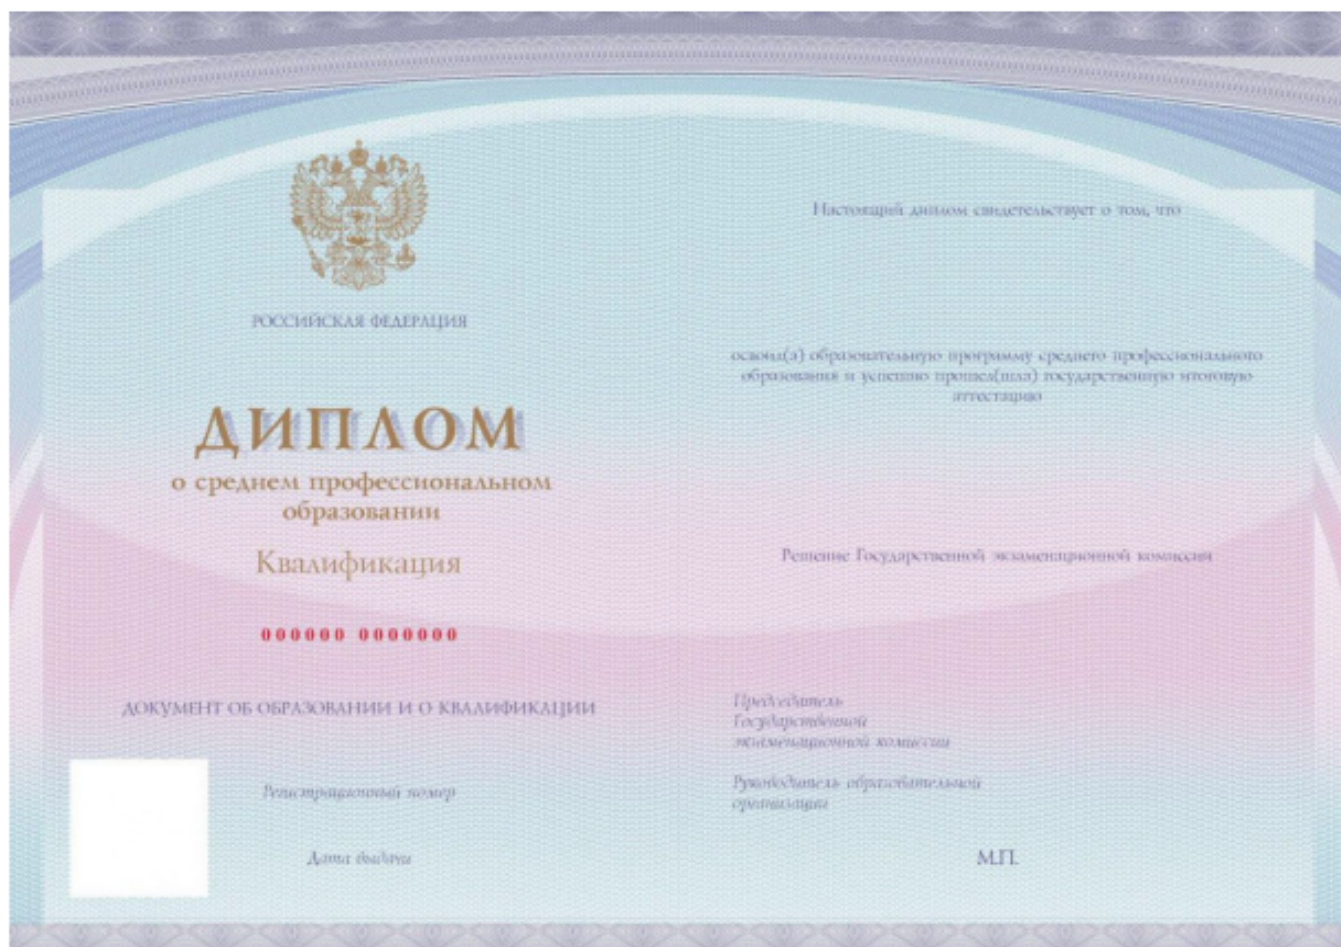 РОССИЙСКАЯ ФЕДЕРАЦИЯ
ДИПЛОМ
о среднем профессиональном
образовании
Квалификация
000000 0000000
ДОКУМЕНТ ОБ ОБРАЗОВАНИИ И О КВАЛИФИКАЦИИ
Регистрационный номер
Дата выдачи
Настоящий диплом свидетельствует о том, что
освоил(а) образовательную программу среднего профессионального
образования и успешно прошел(шла) государственную итоговую
аттестацию
Решение Государственной экзаменационной комиссии
Председатель
Государственной
экзаменационной комиссии
Руководитель образовательной
организации
М.П.